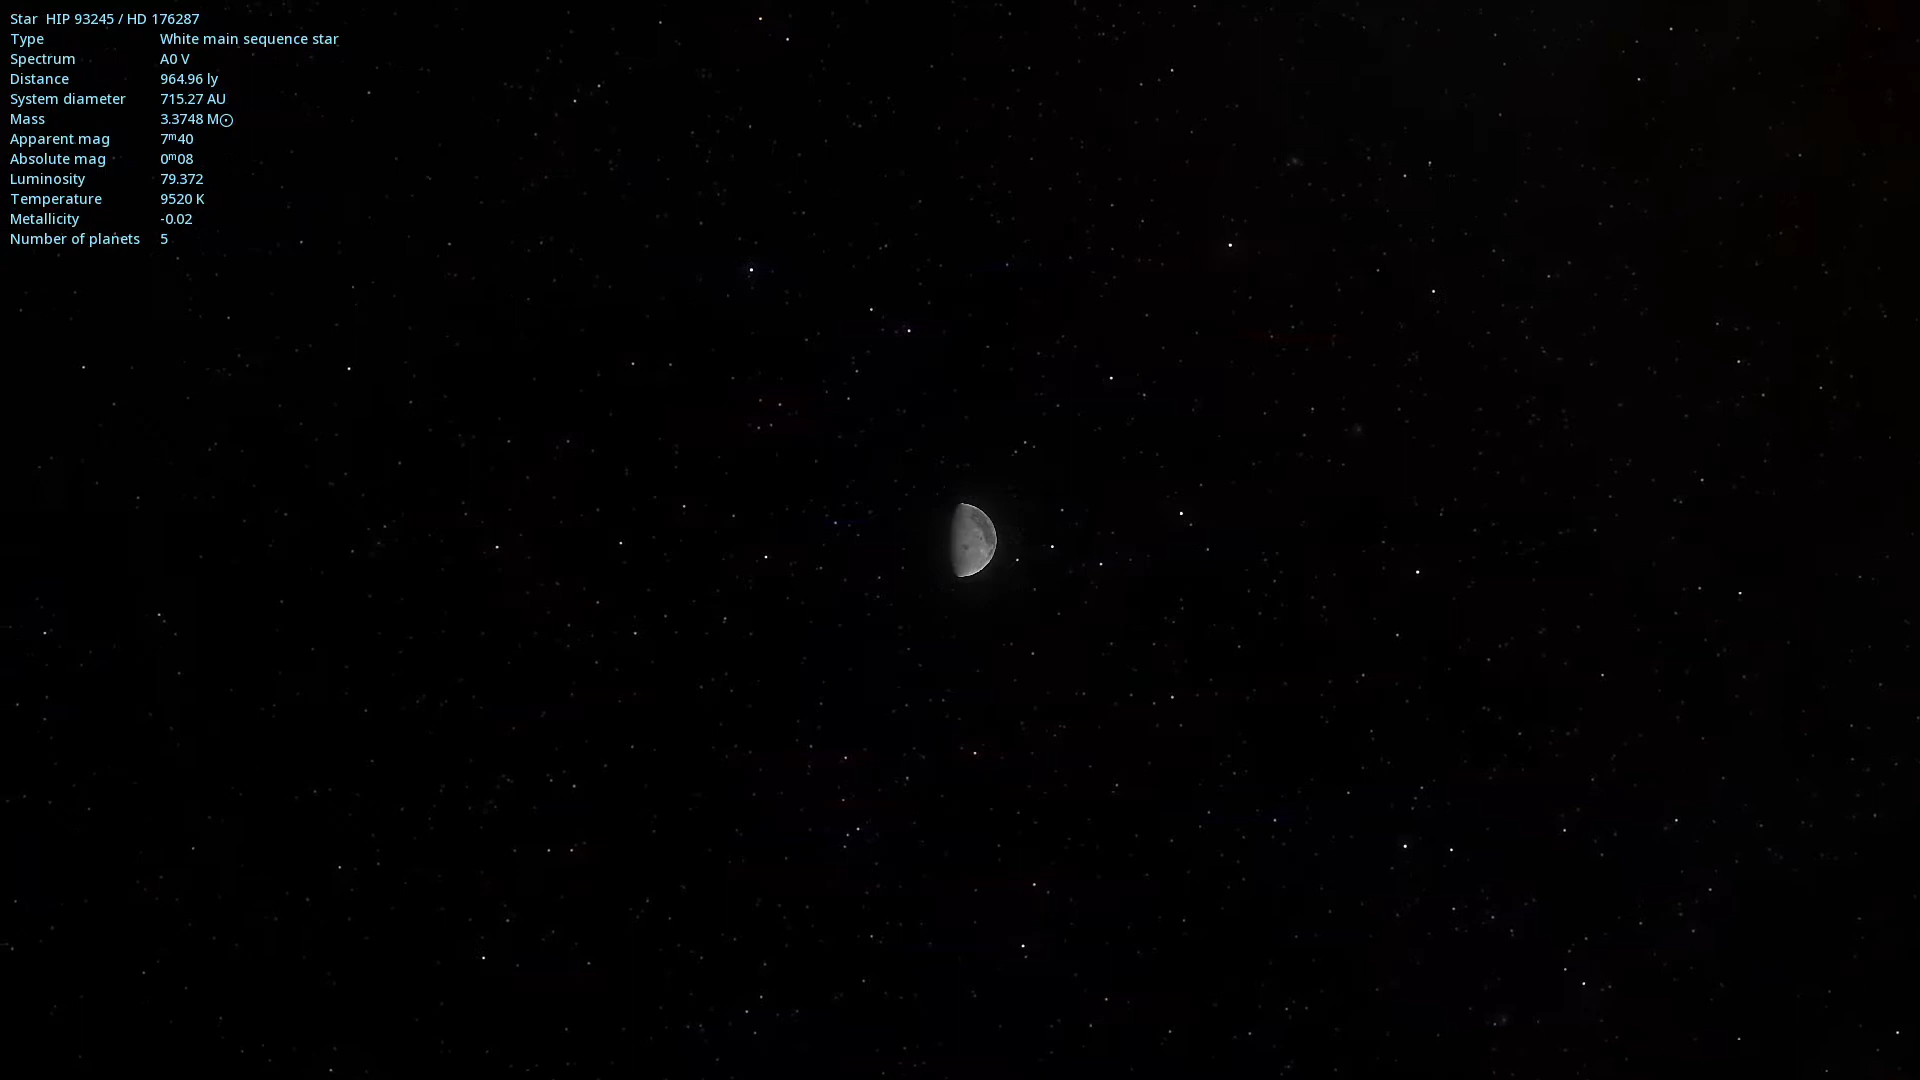 Star HIP 93245 / HD 176287
Type White main sequence star
Spectrum A0 V
Distance 964.96 ly
System diameter 715.27 AU
Mass 3.3748 M☉
Apparent mag 7ᵐ40
Absolute mag 0ᵐ08
Luminosity 79.372
Temperature 9520 K
Metallicity -0.02
Number of planets 5